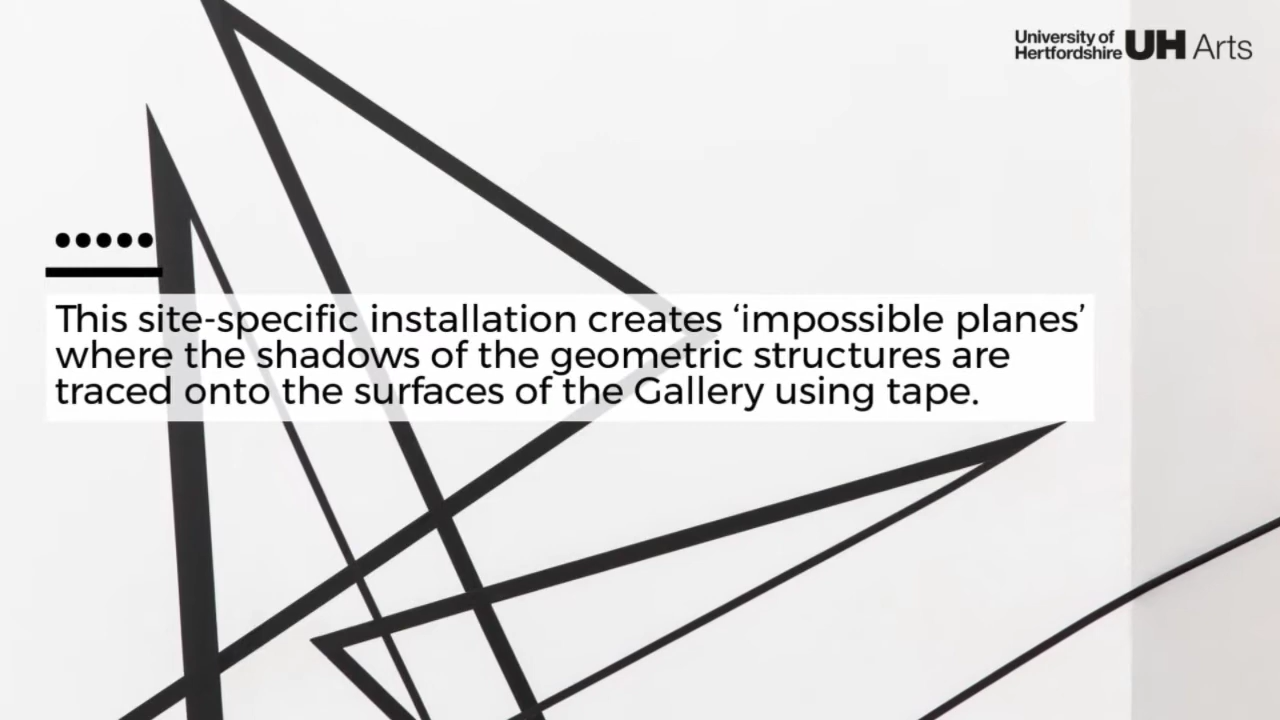 University of
Hertfordshire UH Arts
This site-specific installation creates ‘impossible planes’
where the shadows of the geometric structures are
traced onto the surfaces of the Gallery using tape.